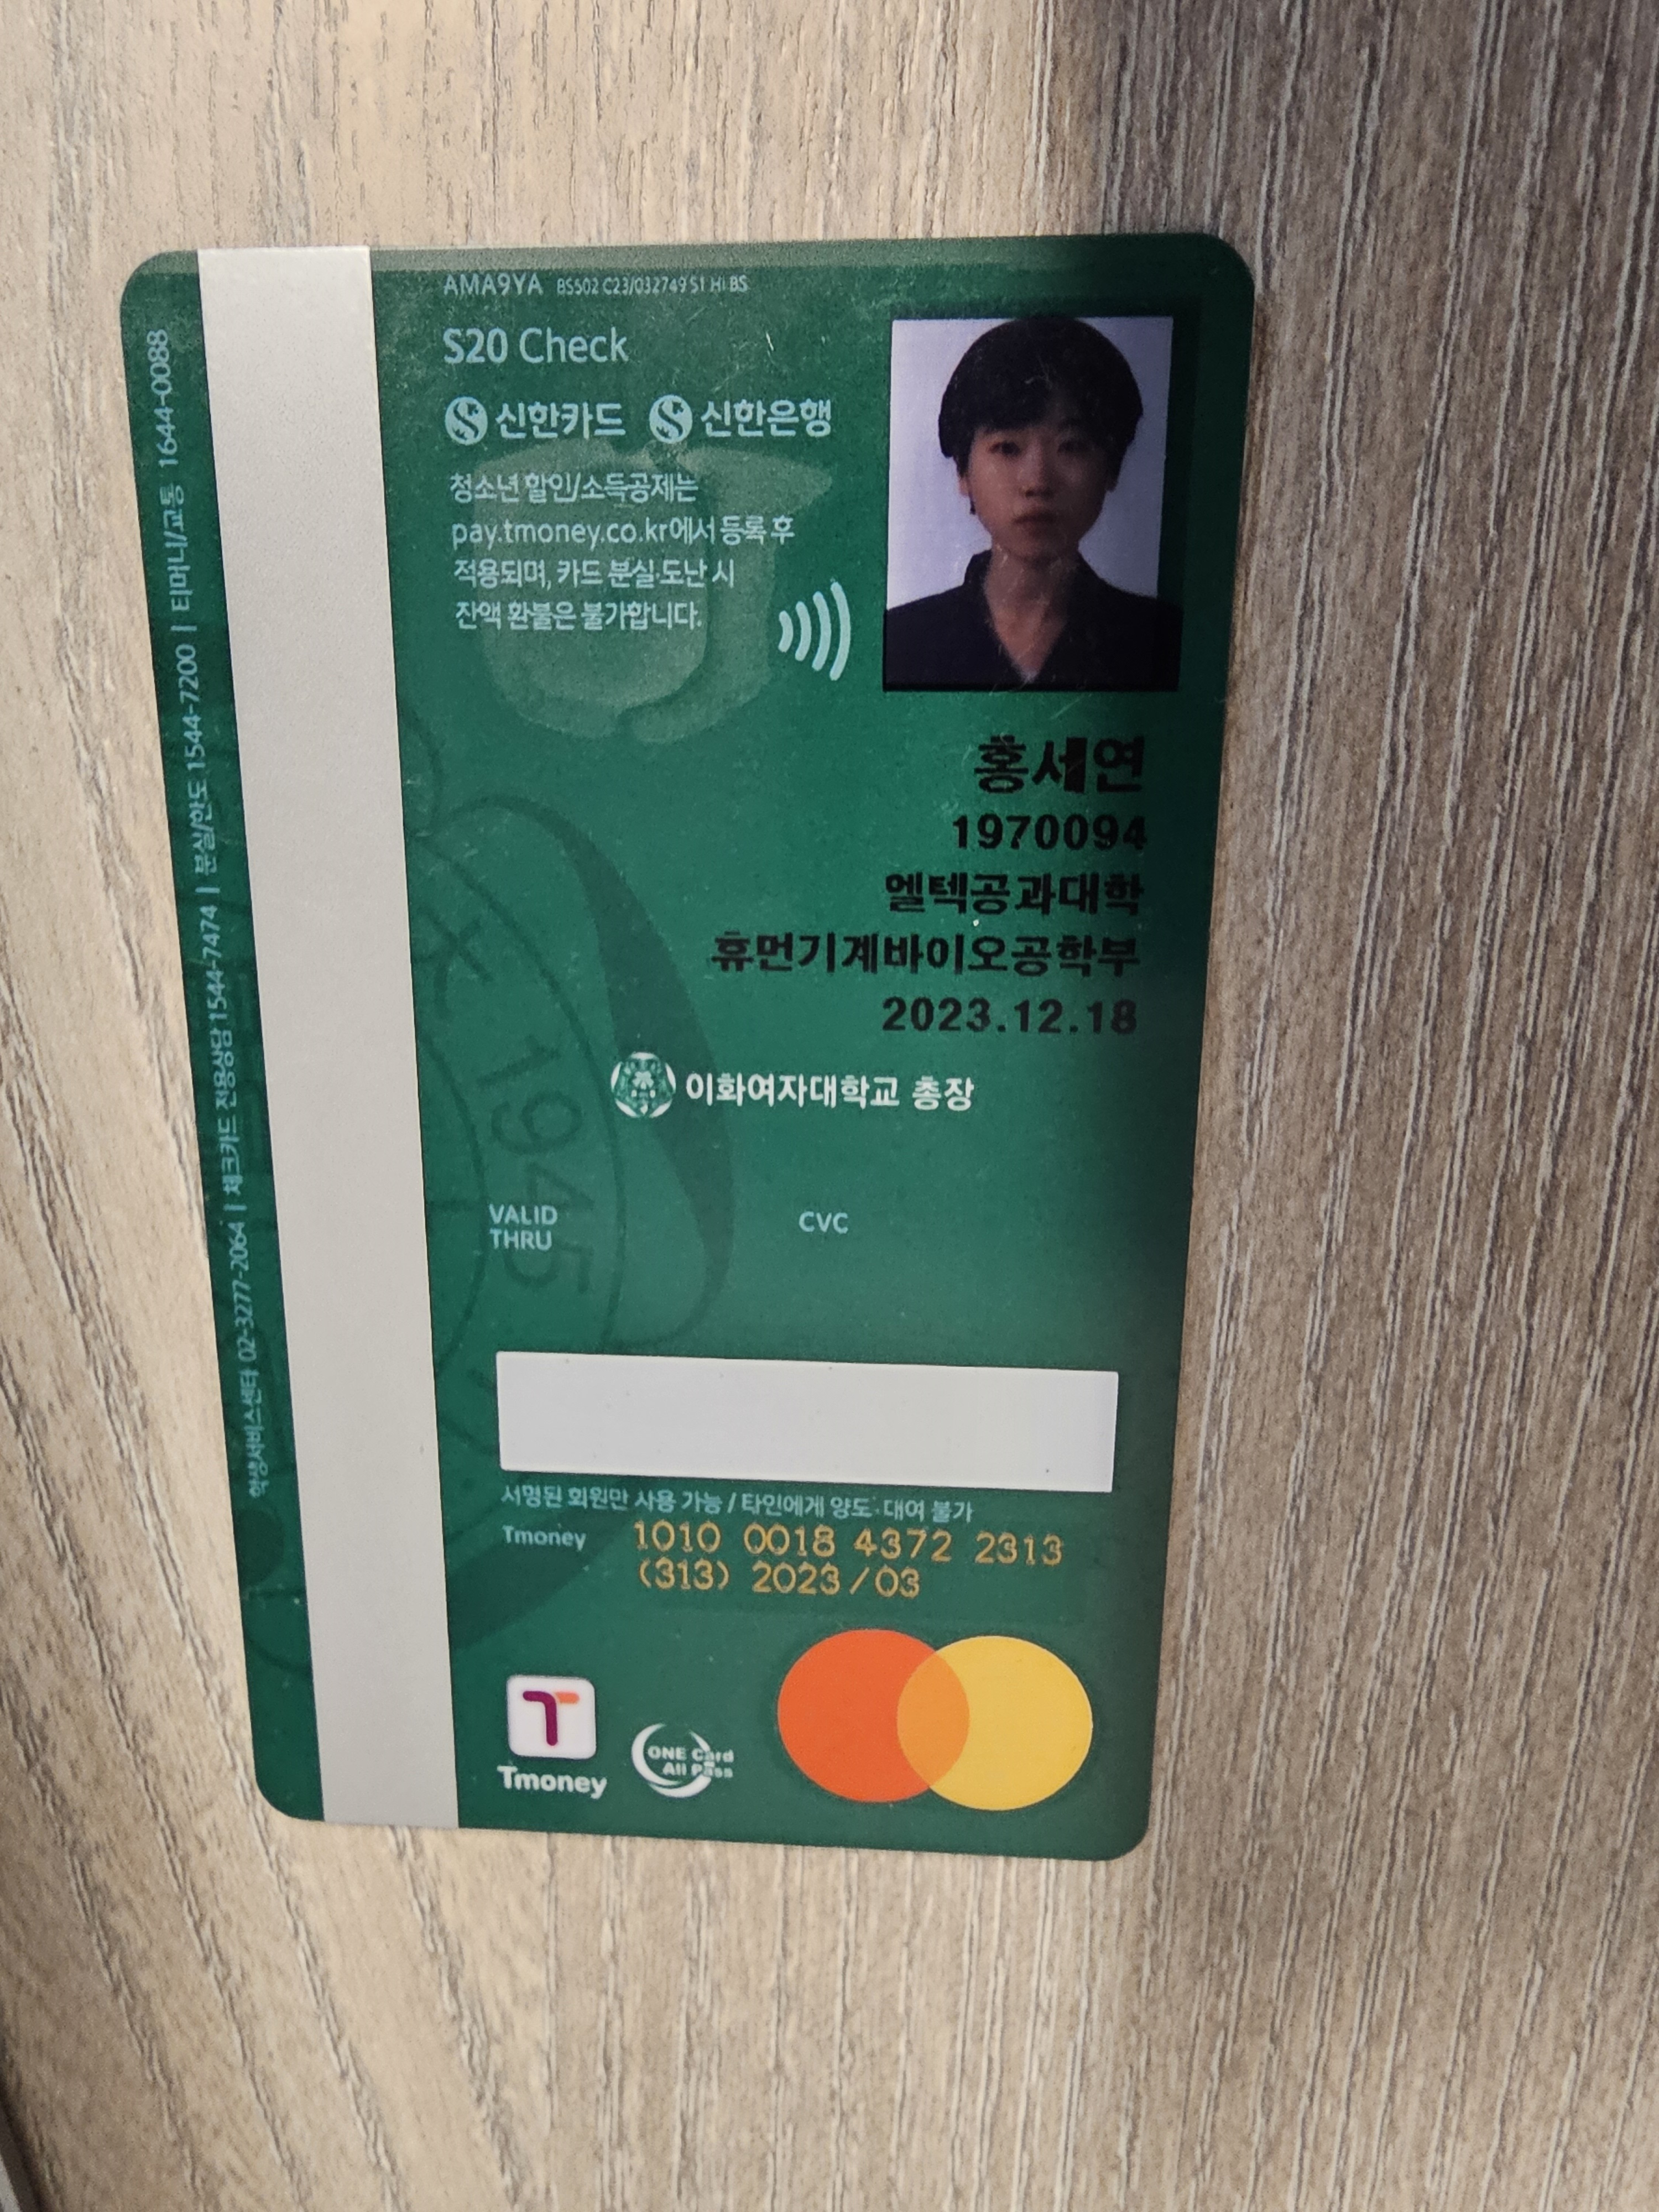 AMA9YA BS502 C23/032749 S1 Hi BS
S20 Check
신한카드 신한은행
청소년 할인/소득공제는
pay.tmoney.co.kr에서 등록 후
적용되며, 카드 분실·도난 시
잔액 환불은 불가합니다.
홍세연
1970094
엘텍공과대학
휴먼기계바이오공학부
2023.12.18
이화여자대학교 총장
1945
VALID
THRU
CVC
서명된 회원만 사용 가능 / 타인에게 양도·대여 불가
Tmoney 1010 0018 4372 2313
(313) 2023/03
Tmoney
ONE Card
All Pass
학생서비스센터 02-3277-2064 | 체크카드 전용상담 1544-7474 | 분실/한도 1544-7200 | 티머니/교통 1644-0088